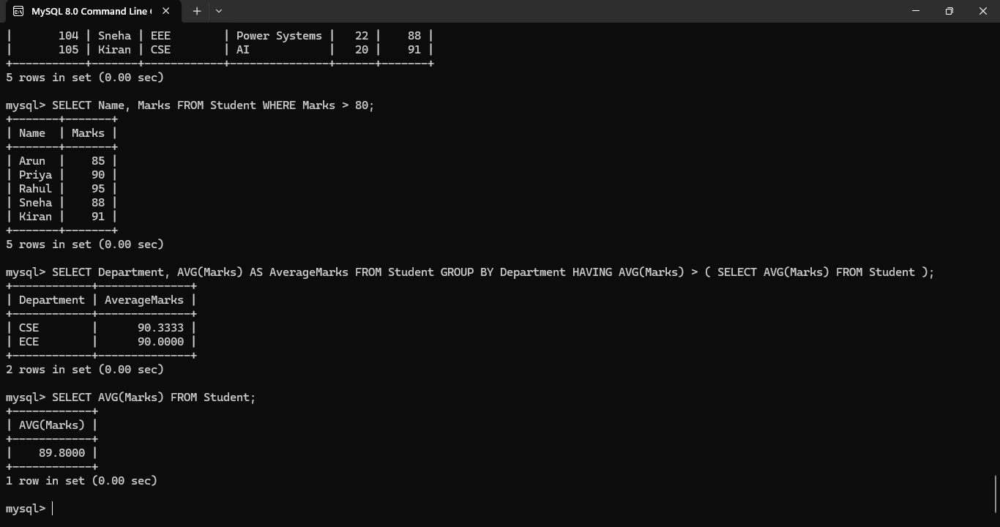 MySQL 8.0 Command Line
|       104 | Sneha | EEE        | Power Systems |   22 |    88 |
|       105 | Kiran | CSE        | AI            |   20 |    91 |
+-----------+-------+------------+---------------+------+-------+
5 rows in set (0.00 sec)
mysql> SELECT Name, Marks FROM Student WHERE Marks > 80;
+-------+-------+
| Name  | Marks |
+-------+-------+
| Arun  |    85 |
| Priya |    90 |
| Rahul |    95 |
| Sneha |    88 |
| Kiran |    91 |
+-------+-------+
5 rows in set (0.00 sec)
mysql> SELECT Department, AVG(Marks) AS AverageMarks FROM Student GROUP BY Department HAVING AVG(Marks) > ( SELECT AVG(Marks) FROM Student );
+------------+--------------+
| Department | AverageMarks |
+------------+--------------+
| CSE        |      90.3333 |
| ECE        |      90.0000 |
+------------+--------------+
2 rows in set (0.00 sec)
mysql> SELECT AVG(Marks) FROM Student;
+------------+
| AVG(Marks) |
+------------+
|    89.8000 |
+------------+
1 row in set (0.00 sec)
mysql>